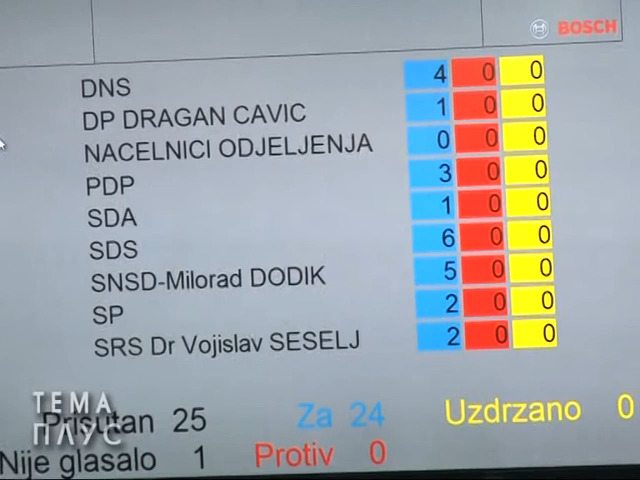 BOSCH
DNS 4 0 0
DP DRAGAN CAVIC 1 0 0
NACELNICI ODJELJENJA 0 0 0
PDP 3 0 0
SDA 1 0 0
SDS 6 0 0
SNSD-Milorad DODIK 5 0 0
SP 2 0 0
SRS Dr Vojislav SESELJ 2 0 0
Prisutan 25 Za 24 Uzdrzano 0
Nije glasalo 1 Protiv 0
ТЕМА
ПЛУС